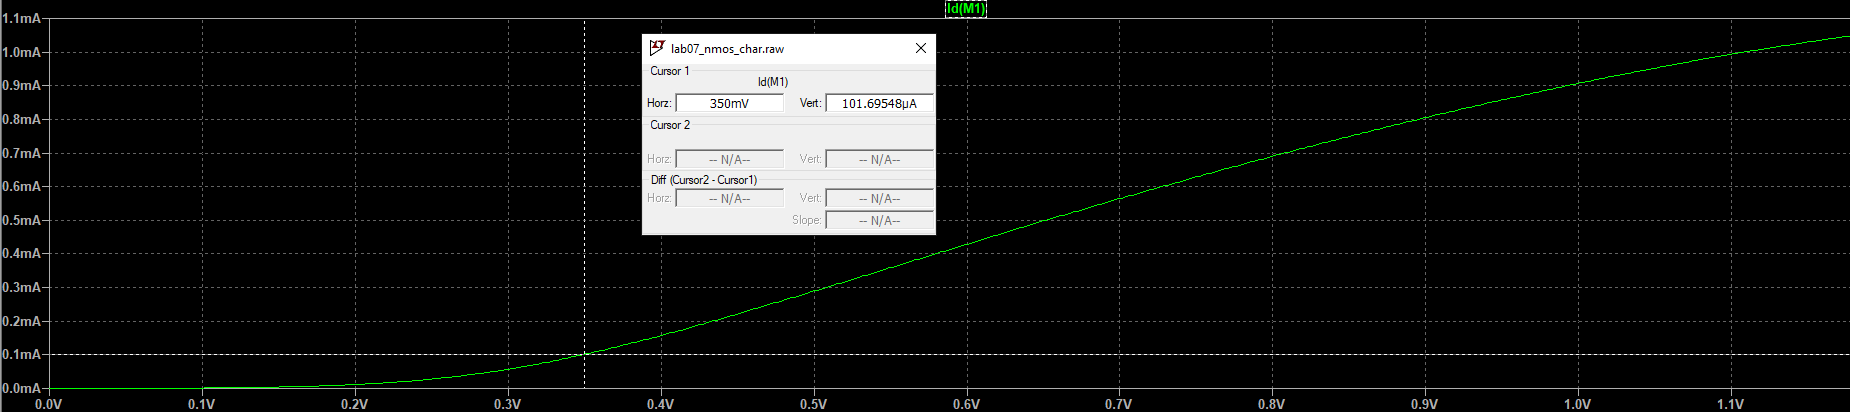 Id(M1)
1.1mA
1.0mA
0.9mA
0.8mA
0.7mA
0.6mA
0.5mA
0.4mA
0.3mA
0.2mA
0.1mA
0.0mA
lab07_nmos_char.raw
Cursor 1
Id(M1)
Horz: 350mV Vert: 101.69548µA
Cursor 2
Horz: -- N/A-- Vert: -- N/A--
Diff (Cursor2 - Cursor1)
Horz: -- N/A-- Vert: -- N/A--
Slope: -- N/A--
0.0V 0.1V 0.2V 0.3V 0.4V 0.5V 0.6V 0.7V 0.8V 0.9V 1.0V 1.1V